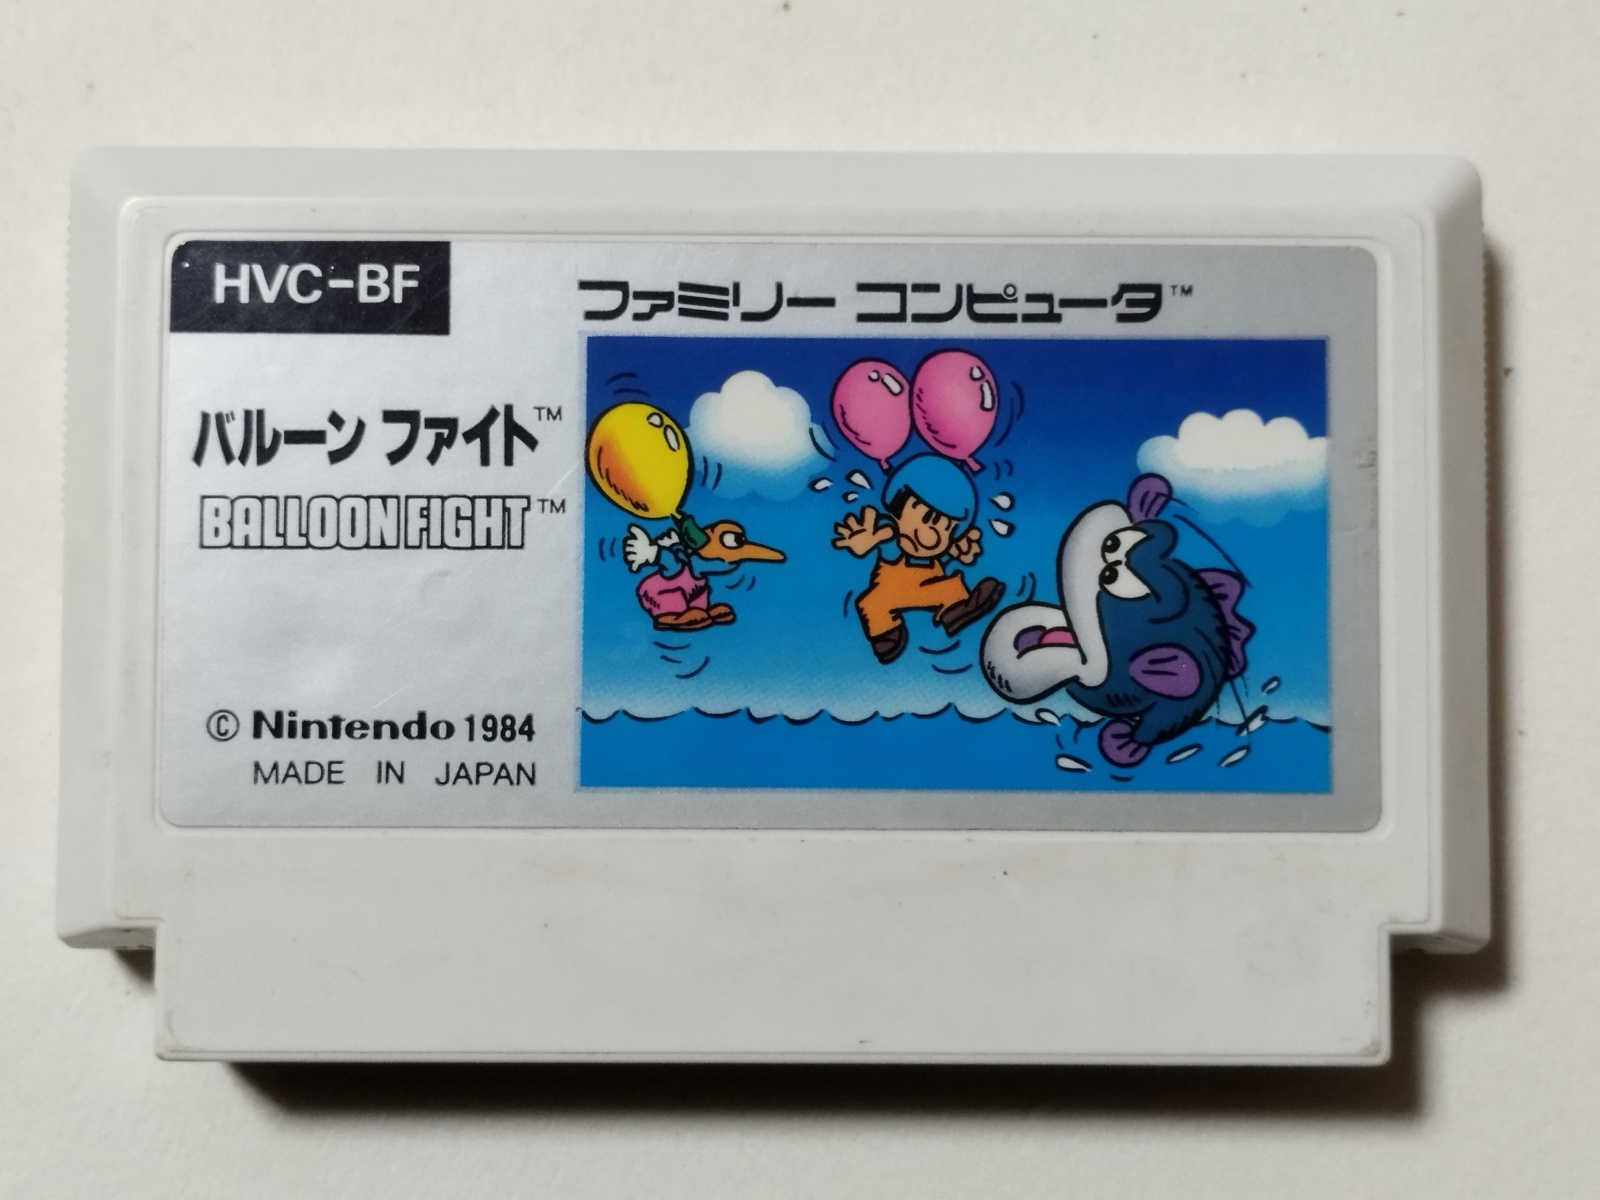 HVC-BF
ファミリー コンピュータ™
バルーン ファイト™
BALLOON FIGHT™
© Nintendo 1984
MADE IN JAPAN